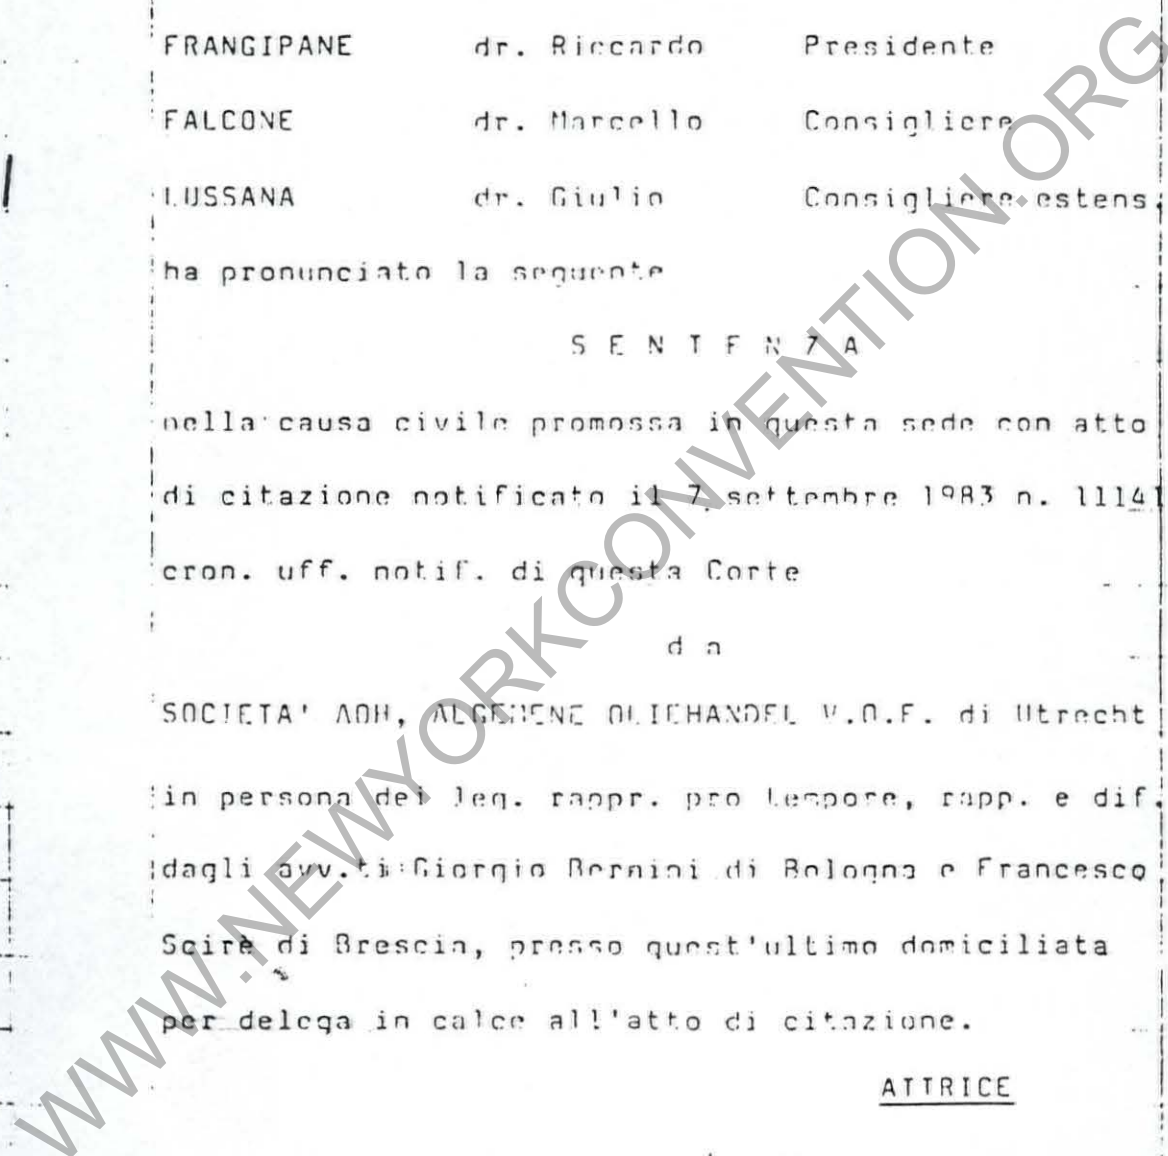 FRANGIPANE dr. Riccardo Presidente
FALCONE dr. Marcello Consigliere
LUSSANA dr. Giulio Consigliere estens.
ha pronunciato la seguente
S E N T E N Z A
nella causa civile promossa in questa sede con atto
di citazione notificato il 7 settembre 1983 n. 11141
cron. uff. notif. di questa Corte
d a
SOCIETA' AOH, ALGEMENE OLIEHANDEL V.O.F. di Utrecht
in persona dei leg. rappr. pro tempore, rapp. e dif.
dagli avv.ti Giorgio Bernini di Bologna e Francesco
Scirè di Brescia, presso quest'ultimo domiciliata
per delega in calce all'atto di citazione.
ATTRICE
WWW.NEWYORKCONVENTION.ORG